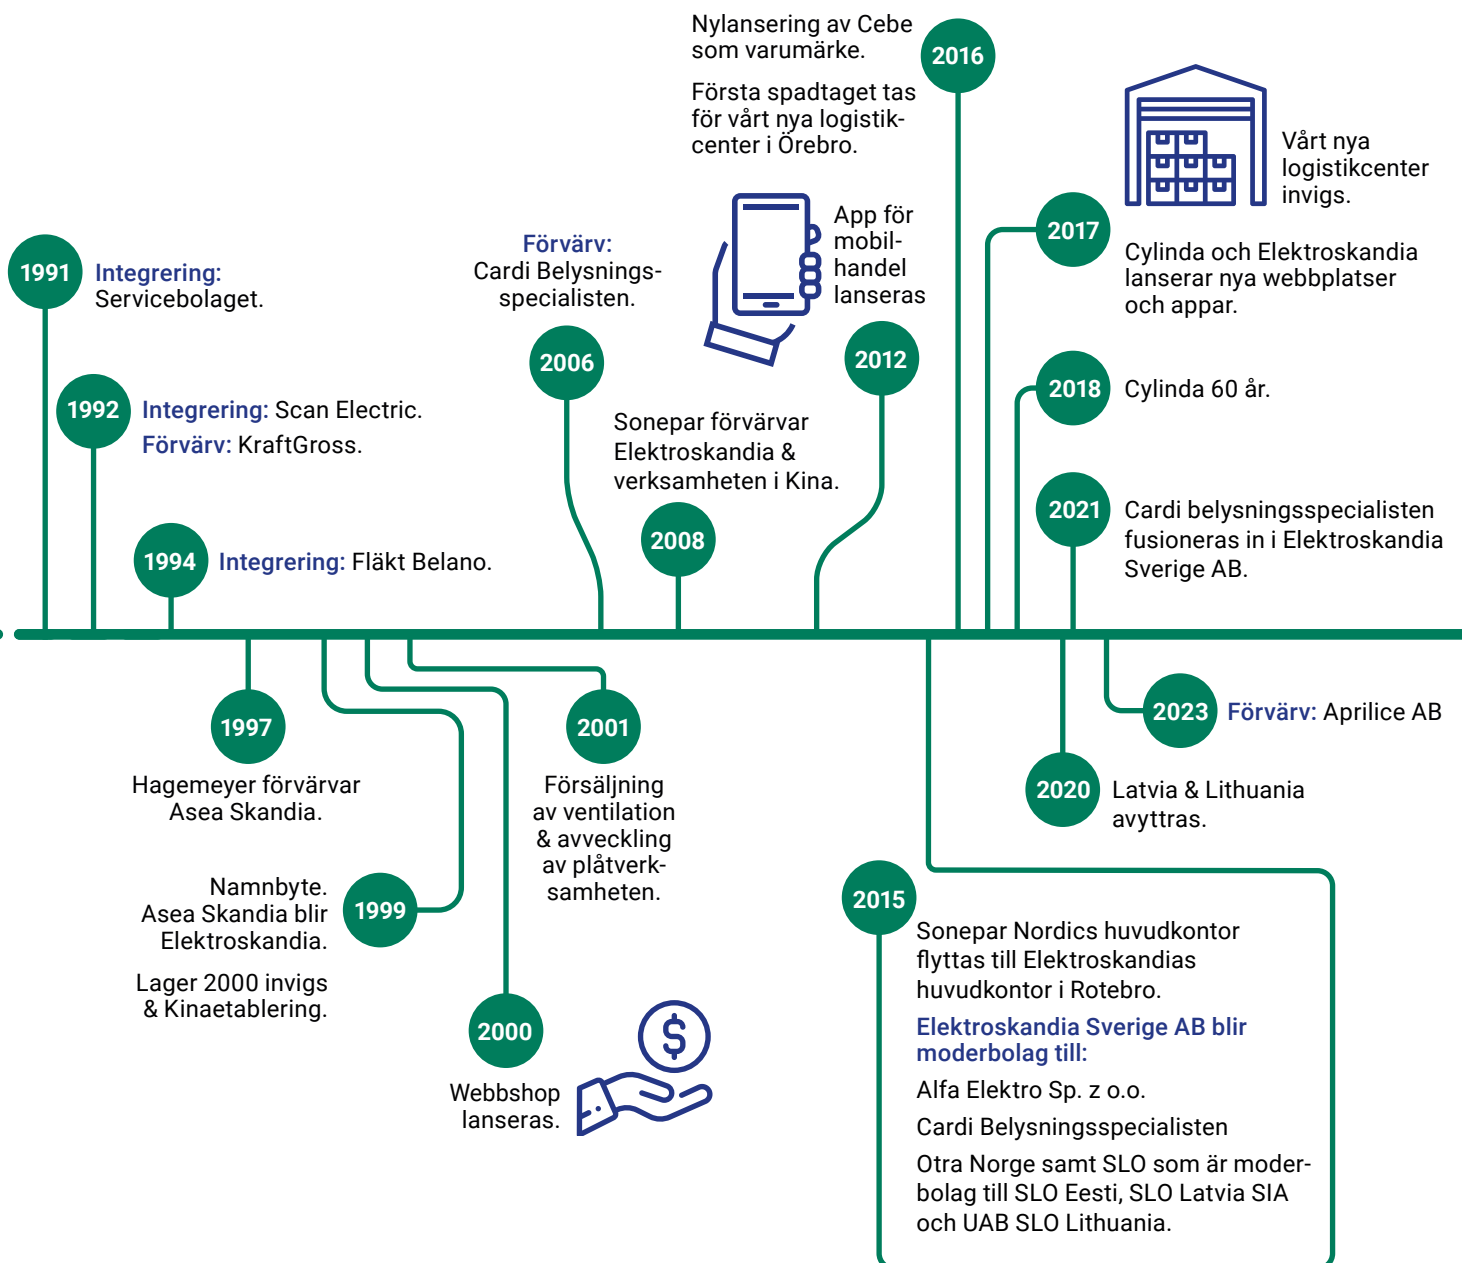 1991
Integrering:
Servicebolaget.
1992
Integrering: Scan Electric.
Förvärv: KraftGross.
1994
Integrering: Fläkt Belano.
1997
Hagemeyer förvärvar
Asea Skandia.
1999
Namnbyte.
Asea Skandia blir
Elektroskandia.
Lager 2000 invigs
& Kinaetablering.
2000
Webbshop
lanseras.
$
2001
Försäljning
av ventilation
& avveckling
av plåtverk-
samheten.
Förvärv:
Cardi Belysnings-
specialisten.
2006
Sonepar förvärvar
Elektroskandia &
verksamheten i Kina.
2008
App för
mobil-
handel
lanseras
2012
2015
Sonepar Nordics huvudkontor
flyttas till Elektroskandias
huvudkontor i Rotebro.
Elektroskandia Sverige AB blir
moderbolag till:
Alfa Elektro Sp. z o.o.
Cardi Belysningsspecialisten
Otra Norge samt SLO som är moder-
bolag till SLO Eesti, SLO Latvia SIA
och UAB SLO Lithuania.
Nylansering av Cebe
som varumärke.
Första spadtaget tas
för vårt nya logistik-
center i Örebro.
2016
Vårt nya
logistikcenter
invigs.
2017
Cylinda och Elektroskandia
lanserar nya webbplatser
och appar.
2018
Cylinda 60 år.
2020
Latvia & Lithuania
avyttras.
2021
Cardi belysningsspecialisten
fusioneras in i Elektroskandia
Sverige AB.
2023
Förvärv: Aprilice AB